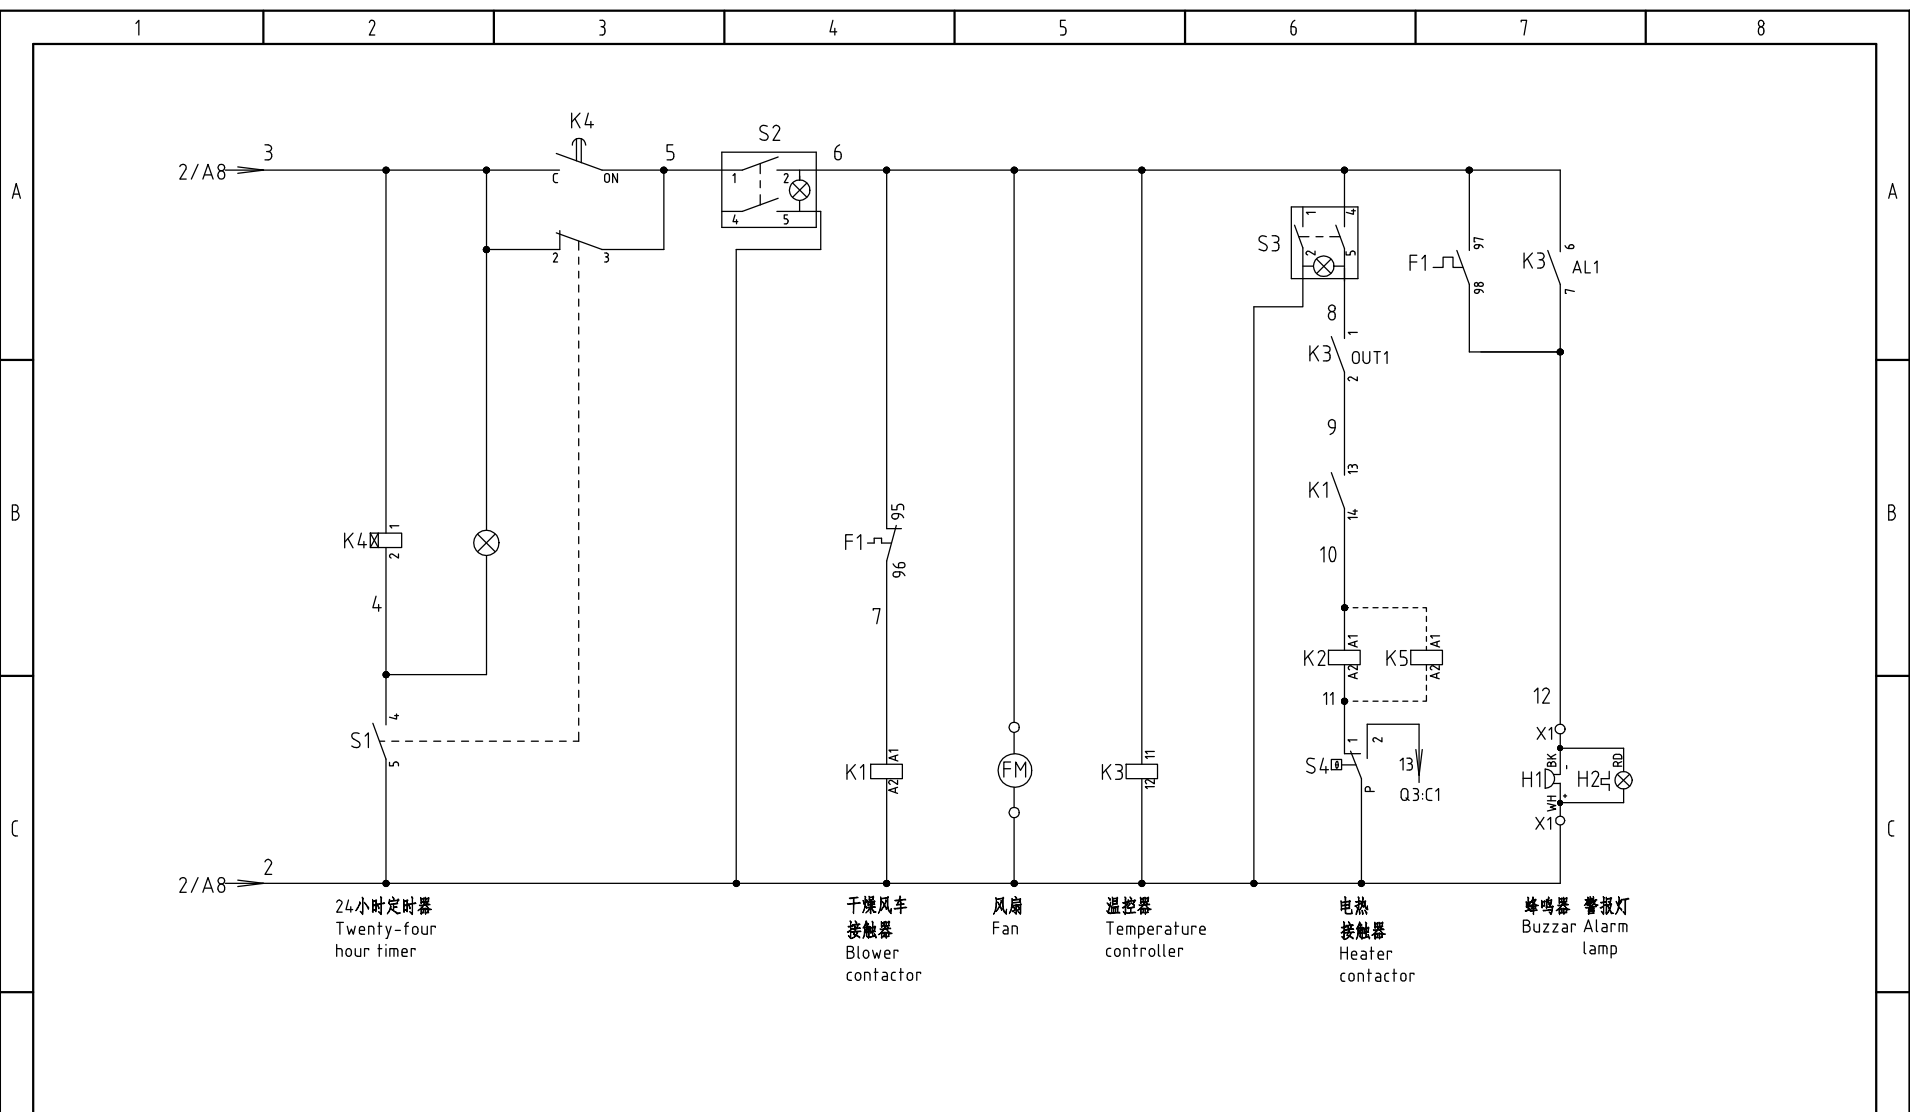 1 2 3 4 5 6 7 8
A A
K4
S2
2/A8 3 5 6
C ON
1 2
4 5
2 3
1 4
S3
2 5
F1 97
98
K3 6
AL1
7
8
1
K3 OUT1
2
9
13
K1
14
10
B B
K4 1
2
4
95
F1
96
7
A1 A1
K2 K5
A2 A2
11
12
4
S1
5
A1
K1
A2
FM
11
K3
12
1 2
S4 13
P
Q3:C1
X1
BK - RD
H1 H2
WH +
X1
C C
2/A8 2
24小时定时器
Twenty-four
hour timer
干燥风车
接触器
Blower
contactor
风扇
Fan
温控器
Temperature
controller
电热
接触器
Heater
contactor
蜂鸣器 警报灯
Buzzar Alarm
lamp